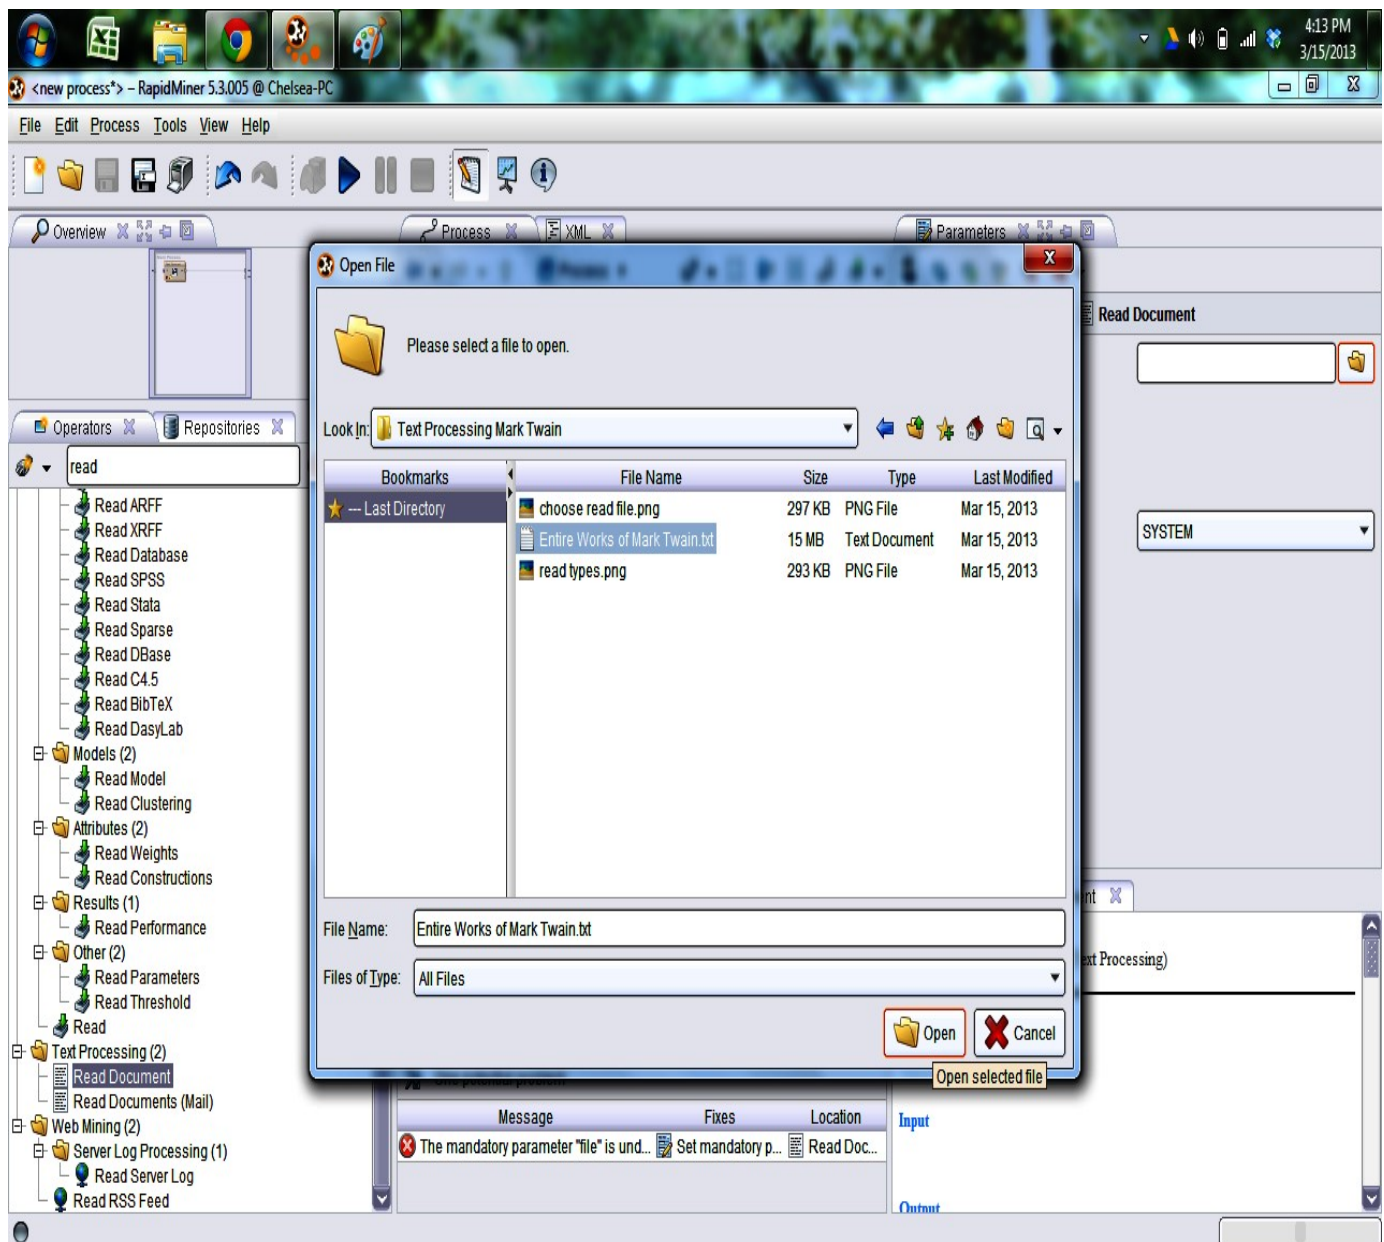 4:13 PM
3/15/2013
<new process*> – RapidMiner 5.3.005 @ Chelsea-PC
File Edit Process Tools View Help
Overview
Process
XML
Parameters
Open File
Please select a file to open.
Read Document
Operators
Repositories
Look In:
Text Processing Mark Twain
read
Bookmarks
File Name Size Type Last Modified
--- Last Directory
choose read file.png 297 KB PNG File Mar 15, 2013
Entire Works of Mark Twain.txt 15 MB Text Document Mar 15, 2013
read types.png 293 KB PNG File Mar 15, 2013
SYSTEM
Read ARFF
Read XRFF
Read Database
Read SPSS
Read Stata
Read Sparse
Read DBase
Read C4.5
Read BibTeX
Read DasyLab
Models (2)
Read Model
Read Clustering
Attributes (2)
Read Weights
Read Constructions
Results (1)
Read Performance
Other (2)
Read Parameters
Read Threshold
Read
Text Processing (2)
Read Document
Read Documents (Mail)
Web Mining (2)
Server Log Processing (1)
Read Server Log
Read RSS Feed
File Name: Entire Works of Mark Twain.txt
Files of Type: All Files
Open
Cancel
Open selected file
nt
ext Processing)
One potential problem
Message Fixes Location
The mandatory parameter "file" is und... Set mandatory p... Read Doc...
Input
Output